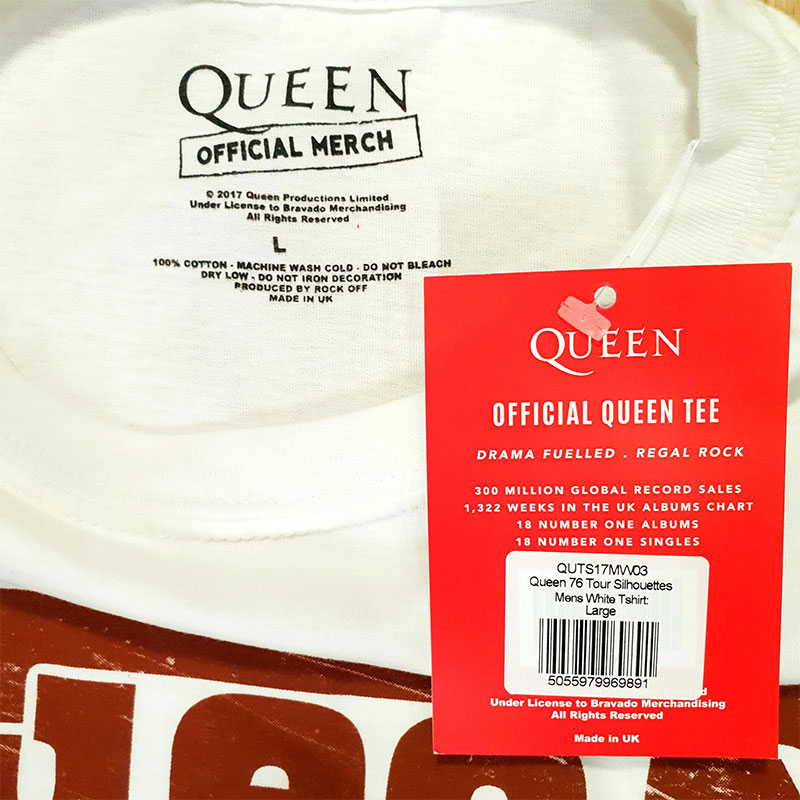 QUEEN
OFFICIAL MERCH
© 2017 Queen Productions Limited
Under License to Bravado Merchandising
All Rights Reserved
L
100% COTTON - MACHINE WASH COLD - DO NOT BLEACH
DRY LOW - DO NOT IRON DECORATION
PRODUCED BY ROCK OFF
MADE IN UK
QUEEN
OFFICIAL QUEEN TEE
DRAMA FUELLED . REGAL ROCK
300 MILLION GLOBAL RECORD SALES
1,322 WEEKS IN THE UK ALBUMS CHART
18 NUMBER ONE ALBUMS
18 NUMBER ONE SINGLES
QUTS17MW03
Queen 76 Tour Silhouettes
Mens White Tshirt:
Large
5055979969891
Under License to Bravado Merchandising
All Rights Reserved
Made in UK